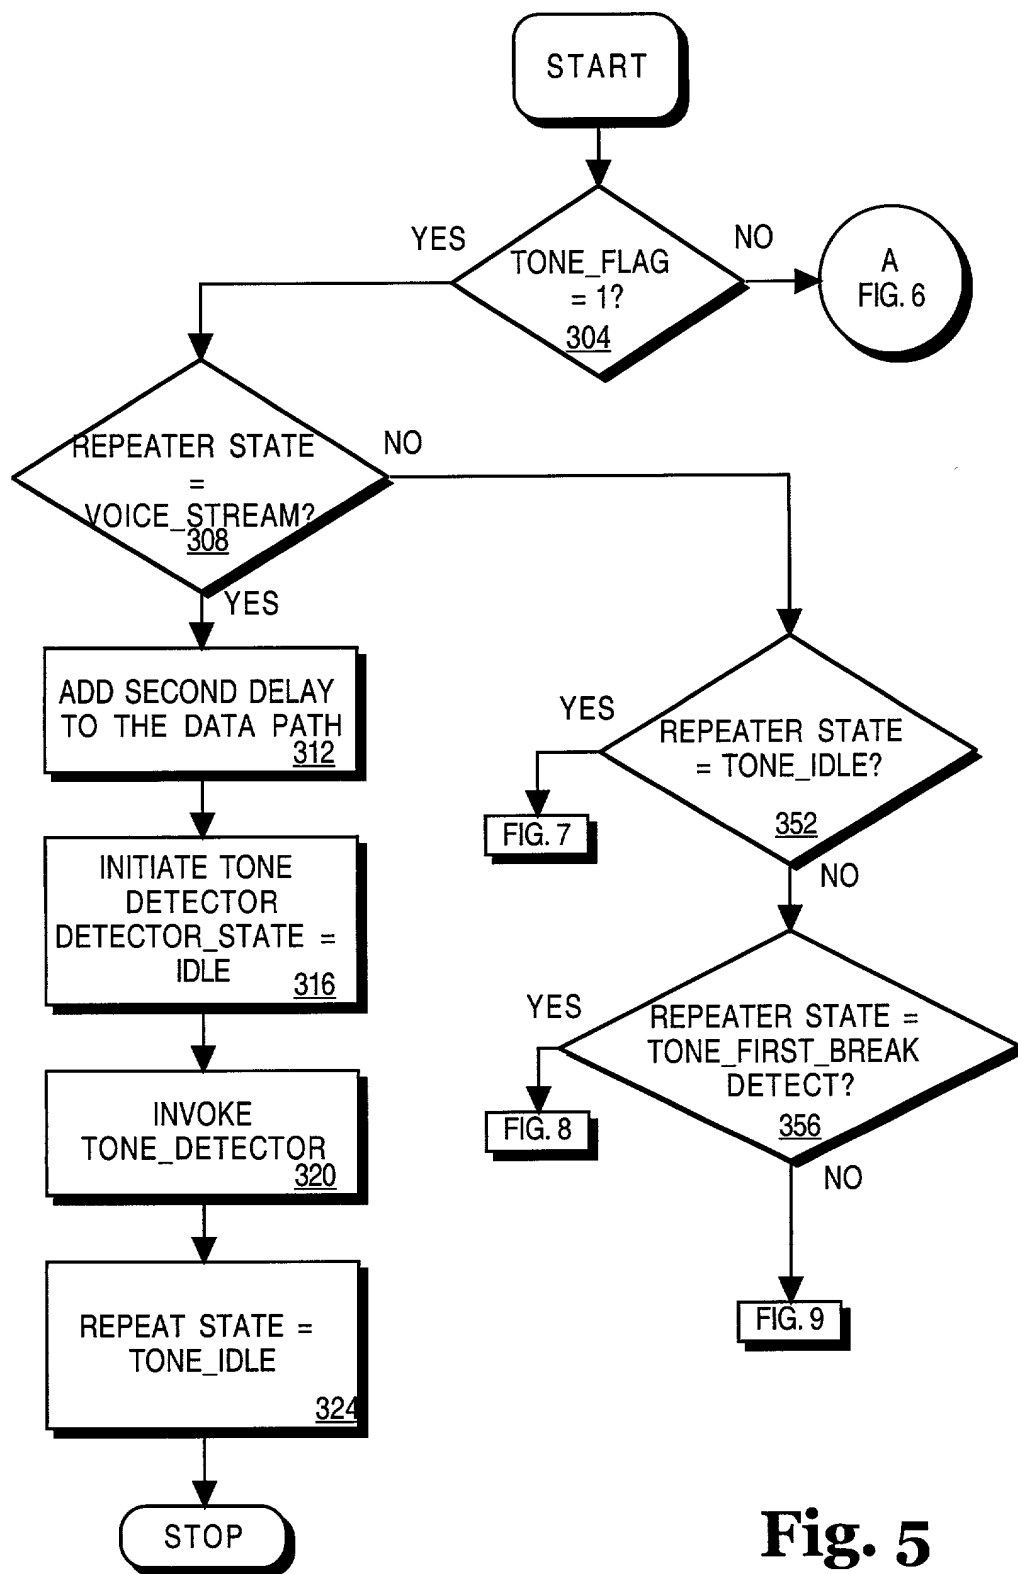 START
YES
NO
TONE_FLAG
= 1?
304
A
FIG. 6
REPEATER STATE
=
VOICE_STREAM?
308
NO
YES
ADD SECOND DELAY
TO THE DATA PATH
312
INITIATE TONE
DETECTOR
DETECTOR_STATE =
IDLE
316
INVOKE
TONE_DETECTOR
320
REPEAT STATE =
TONE_IDLE
324
STOP
YES
REPEATER STATE
= TONE_IDLE?
352
FIG. 7
NO
YES
REPEATER STATE =
TONE_FIRST_BREAK
DETECT?
356
FIG. 8
NO
FIG. 9
Fig. 5